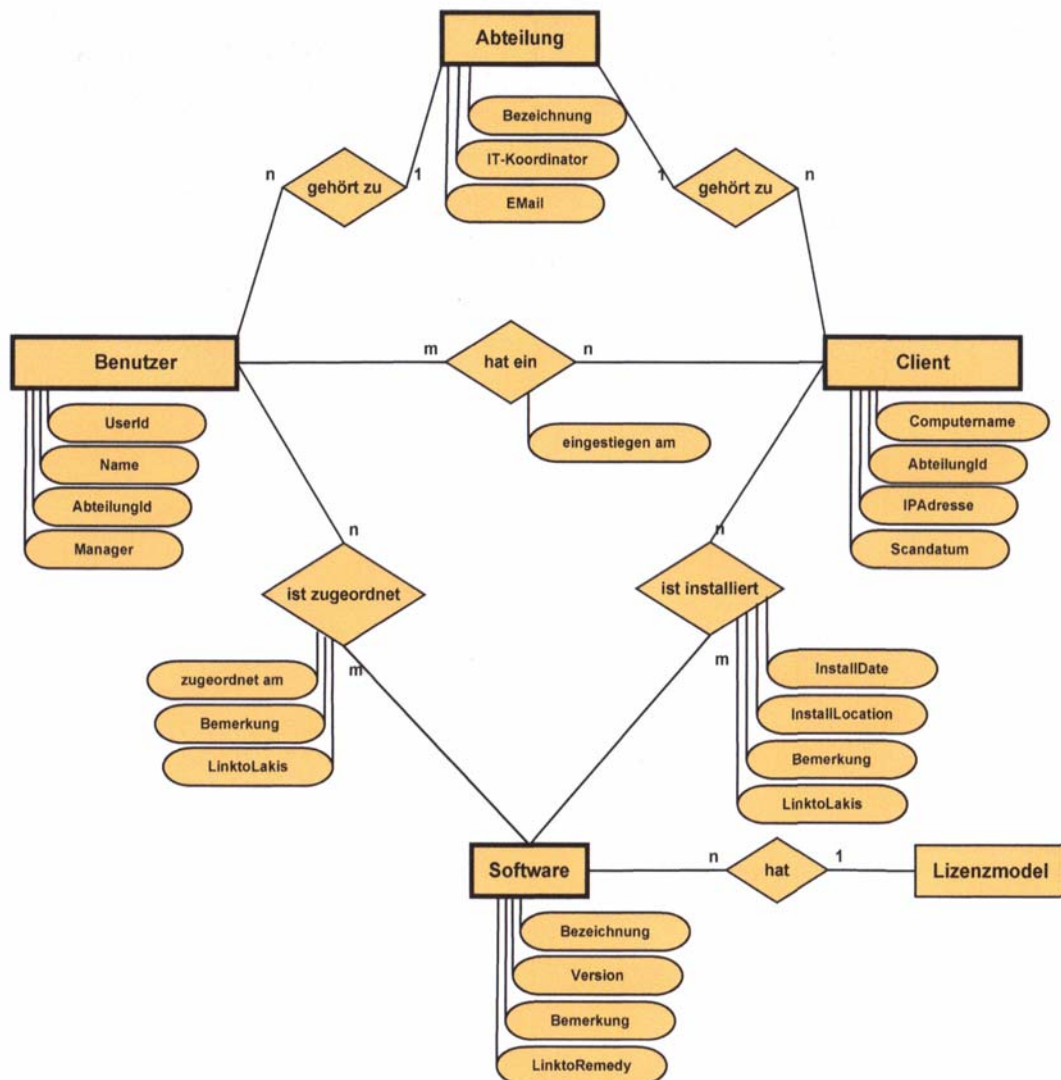 Abteilung
Bezeichnung
IT-Koordinator
EMail
n
gehört zu
1
1
gehört zu
n
Benutzer
UserId
Name
AbteilungId
Manager
m
hat ein
n
eingestiegen am
Client
Computername
AbteilungId
IPAdresse
Scandatum
n
ist zugeordnet
m
zugeordnet am
Bemerkung
LinktoLakis
n
ist installiert
m
InstallDate
InstallLocation
Bemerkung
LinktoLakis
Software
n
hat
1
Lizenzmodel
Bezeichnung
Version
Bemerkung
LinktoRemedy